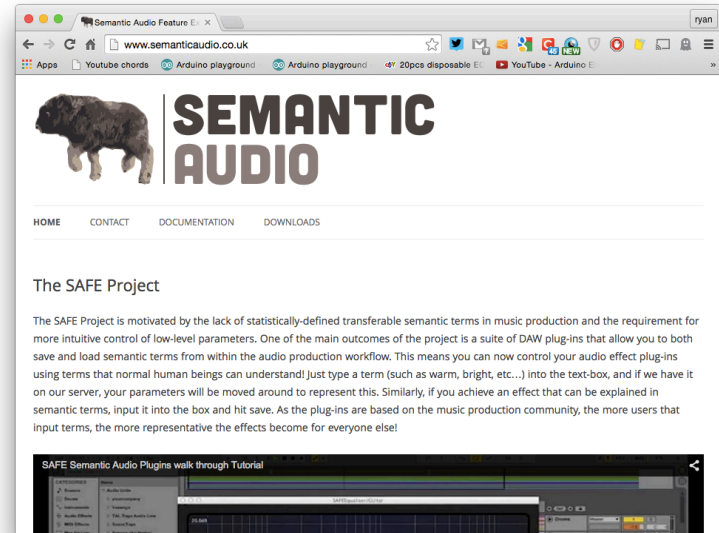 Semantic Audio Feature Ex
ryan
www.semanticaudio.co.uk
45
NEW
Apps Youtube chords Arduino playground Arduino playground 20pcs disposable EC YouTube - Arduino E
SEMANTIC
AUDIO
HOME CONTACT DOCUMENTATION DOWNLOADS
The SAFE Project
The SAFE Project is motivated by the lack of statistically-defined transferable semantic terms in music production and the requirement for
more intuitive control of low-level parameters. One of the main outcomes of the project is a suite of DAW plug-ins that allow you to both
save and load semantic terms from within the audio production workflow. This means you can now control your audio effect plug-ins
using terms that normal human beings can understand! Just type a term (such as warm, bright, etc...) into the text-box, and if we have it
on our server, your parameters will be moved around to represent this. Similarly, if you achieve an effect that can be explained in
semantic terms, input it into the box and hit save. As the plug-ins are based on the music production community, the more users that
input terms, the more representative the effects become for everyone else!
SAFE Semantic Audio Plugins walk through Tutorial
CATEGORIES